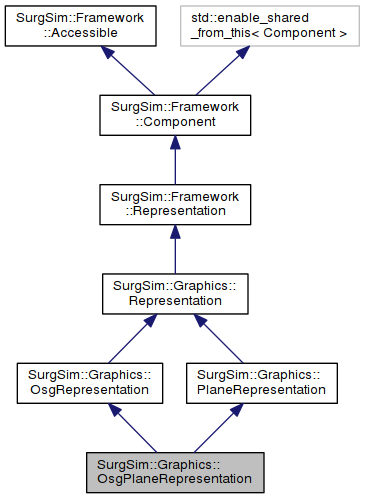 SurgSim::Framework
::Accessible
std::enable_shared
_from_this< Component >
SurgSim::Framework
::Component
SurgSim::Framework
::Representation
SurgSim::Graphics::
Representation
SurgSim::Graphics::
OsgRepresentation
SurgSim::Graphics::
PlaneRepresentation
SurgSim::Graphics::
OsgPlaneRepresentation